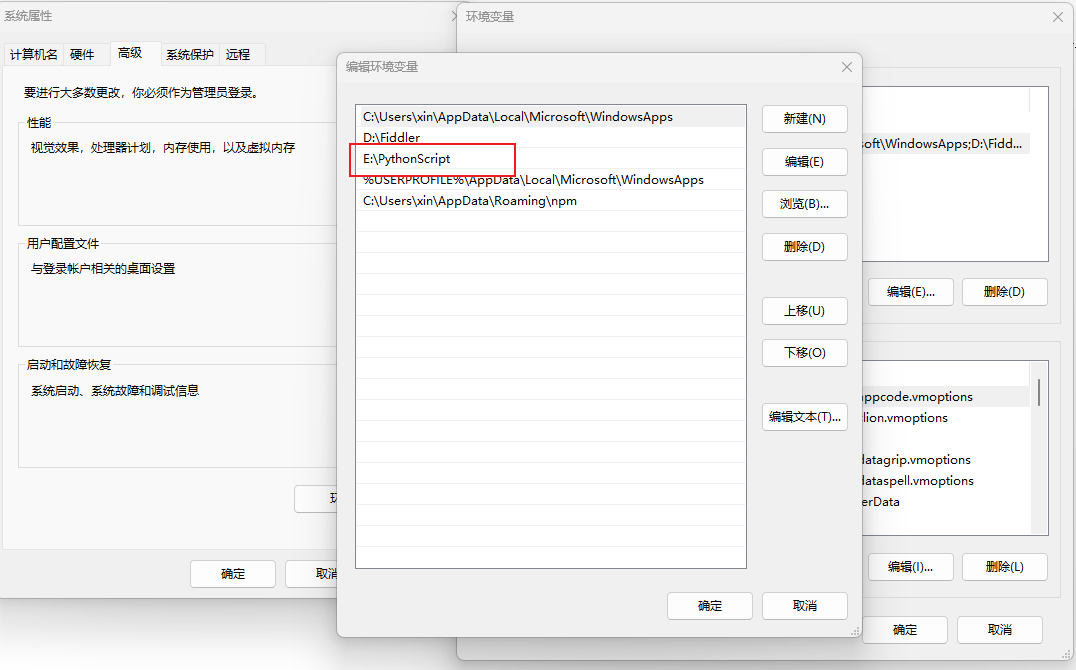 系统属性
计算机名
硬件
高级
系统保护
远程
要进行大多数更改，你必须作为管理员登录。
性能
视觉效果，处理器计划，内存使用，以及虚拟内存
用户配置文件
与登录帐户相关的桌面设置
启动和故障恢复
系统启动、系统故障和调试信息
确定
取消
环境变量
oft\WindowsApps;D:\Fidd...
编辑(E)...
删除(D)
appcode.vmoptions
lion.vmoptions
datagrip.vmoptions
dataspell.vmoptions
erData
编辑(I)...
删除(L)
确定
取消
编辑环境变量
C:\Users\xin\AppData\Local\Microsoft\WindowsApps
D:\Fiddler
E:\PythonScript
%USERPROFILE%\AppData\Local\Microsoft\WindowsApps
C:\Users\xin\AppData\Roaming\npm
新建(N)
编辑(E)
浏览(B)...
删除(D)
上移(U)
下移(O)
编辑文本(T)...
确定
取消